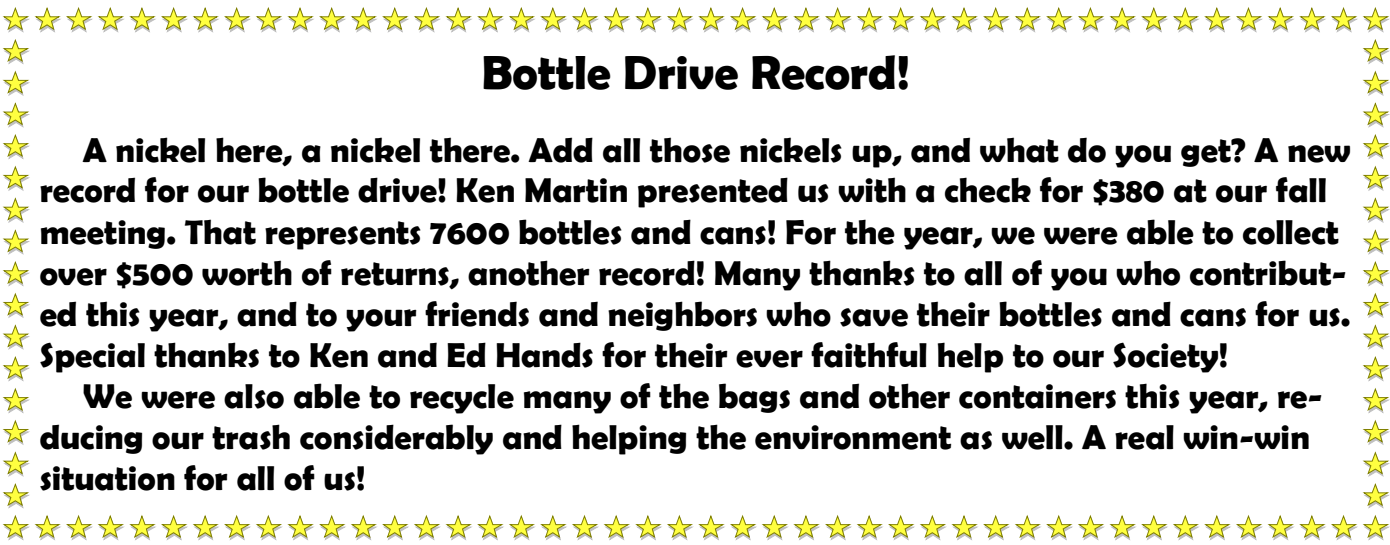 Bottle Drive Record!
A nickel here, a nickel there. Add all those nickels up, and what do you get? A new
record for our bottle drive! Ken Martin presented us with a check for $380 at our fall
meeting. That represents 7600 bottles and cans! For the year, we were able to collect
over $500 worth of returns, another record! Many thanks to all of you who contribut-
ed this year, and to your friends and neighbors who save their bottles and cans for us.
Special thanks to Ken and Ed Hands for their ever faithful help to our Society!
We were also able to recycle many of the bags and other containers this year, re-
ducing our trash considerably and helping the environment as well. A real win-win
situation for all of us!